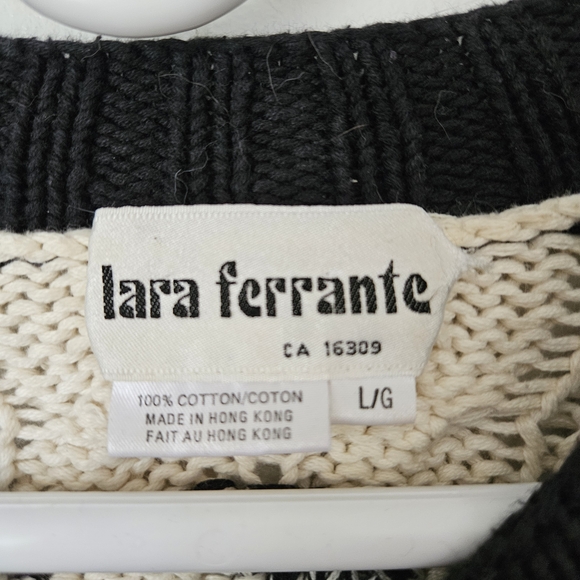 lara ferrante
CA 16309
100% COTTON/COTON
MADE IN HONG KONG
FAIT AU HONG KONG
L/G